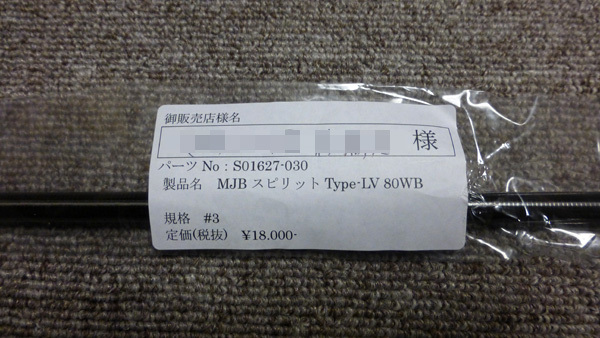 御販売店様名
様
パーツ No : S01627-030
製品名 MJB スピリット Type-LV 80WB
規格 #3
定価(税抜) ¥18.000-